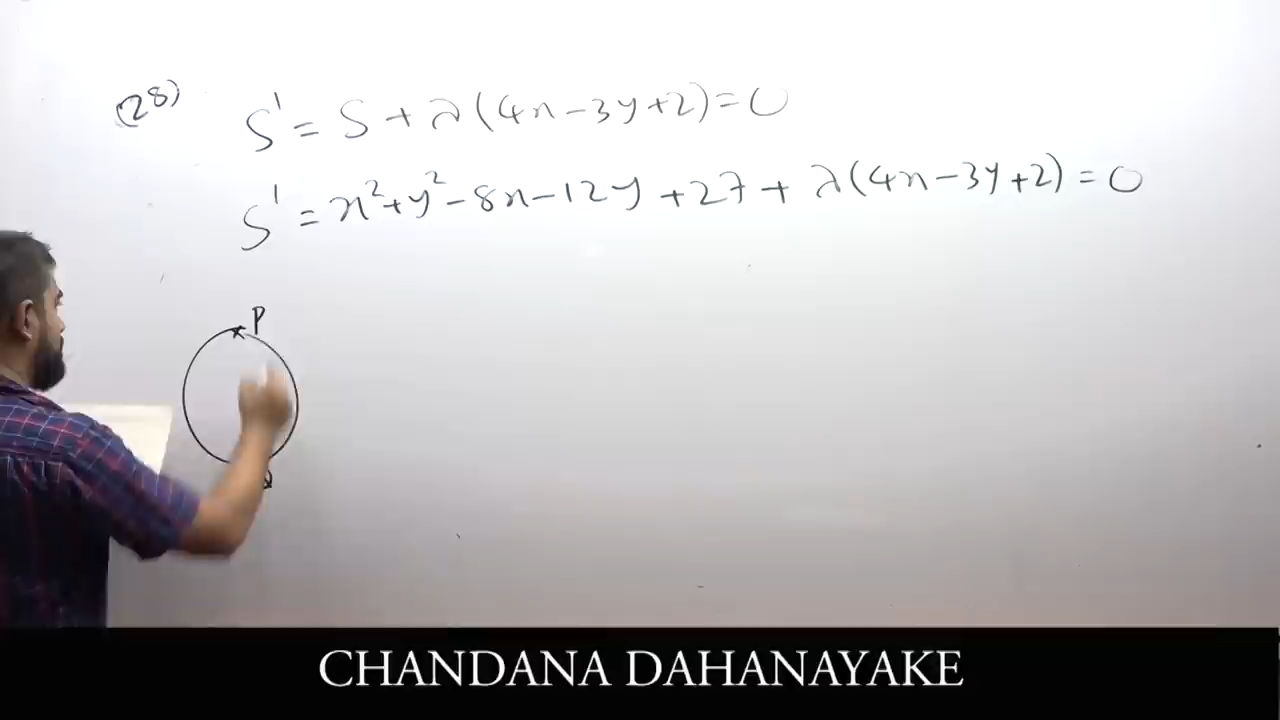 (28) S' = S + λ(4x-3y+2)=0
S' = x²+y²-8x-12y+27+λ(4x-3y+2)=0
P
Q
CHANDANA DAHANAYAKE